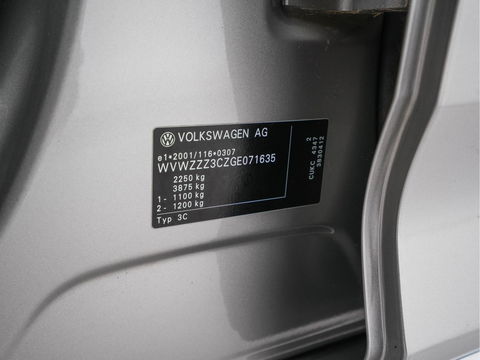 VOLKSWAGEN AG
e1*2001/116*0307
WVWZZZ3CZGE071635
2250 kg
3875 kg
1- 1100 kg
2- 1200 kg
Typ 3C
CUKC 4347 2
3830412